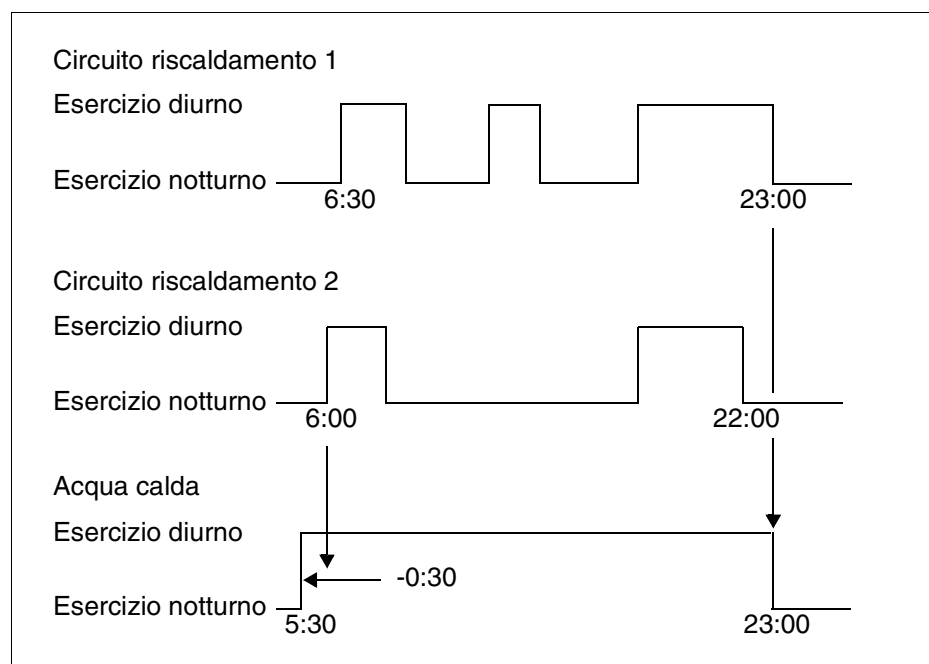 Circuito riscaldamento 1
Esercizio diurno
Esercizio notturno
6:30
23:00
Circuito riscaldamento 2
Esercizio diurno
Esercizio notturno
6:00
22:00
Acqua calda
Esercizio diurno
-0:30
Esercizio notturno
5:30
23:00